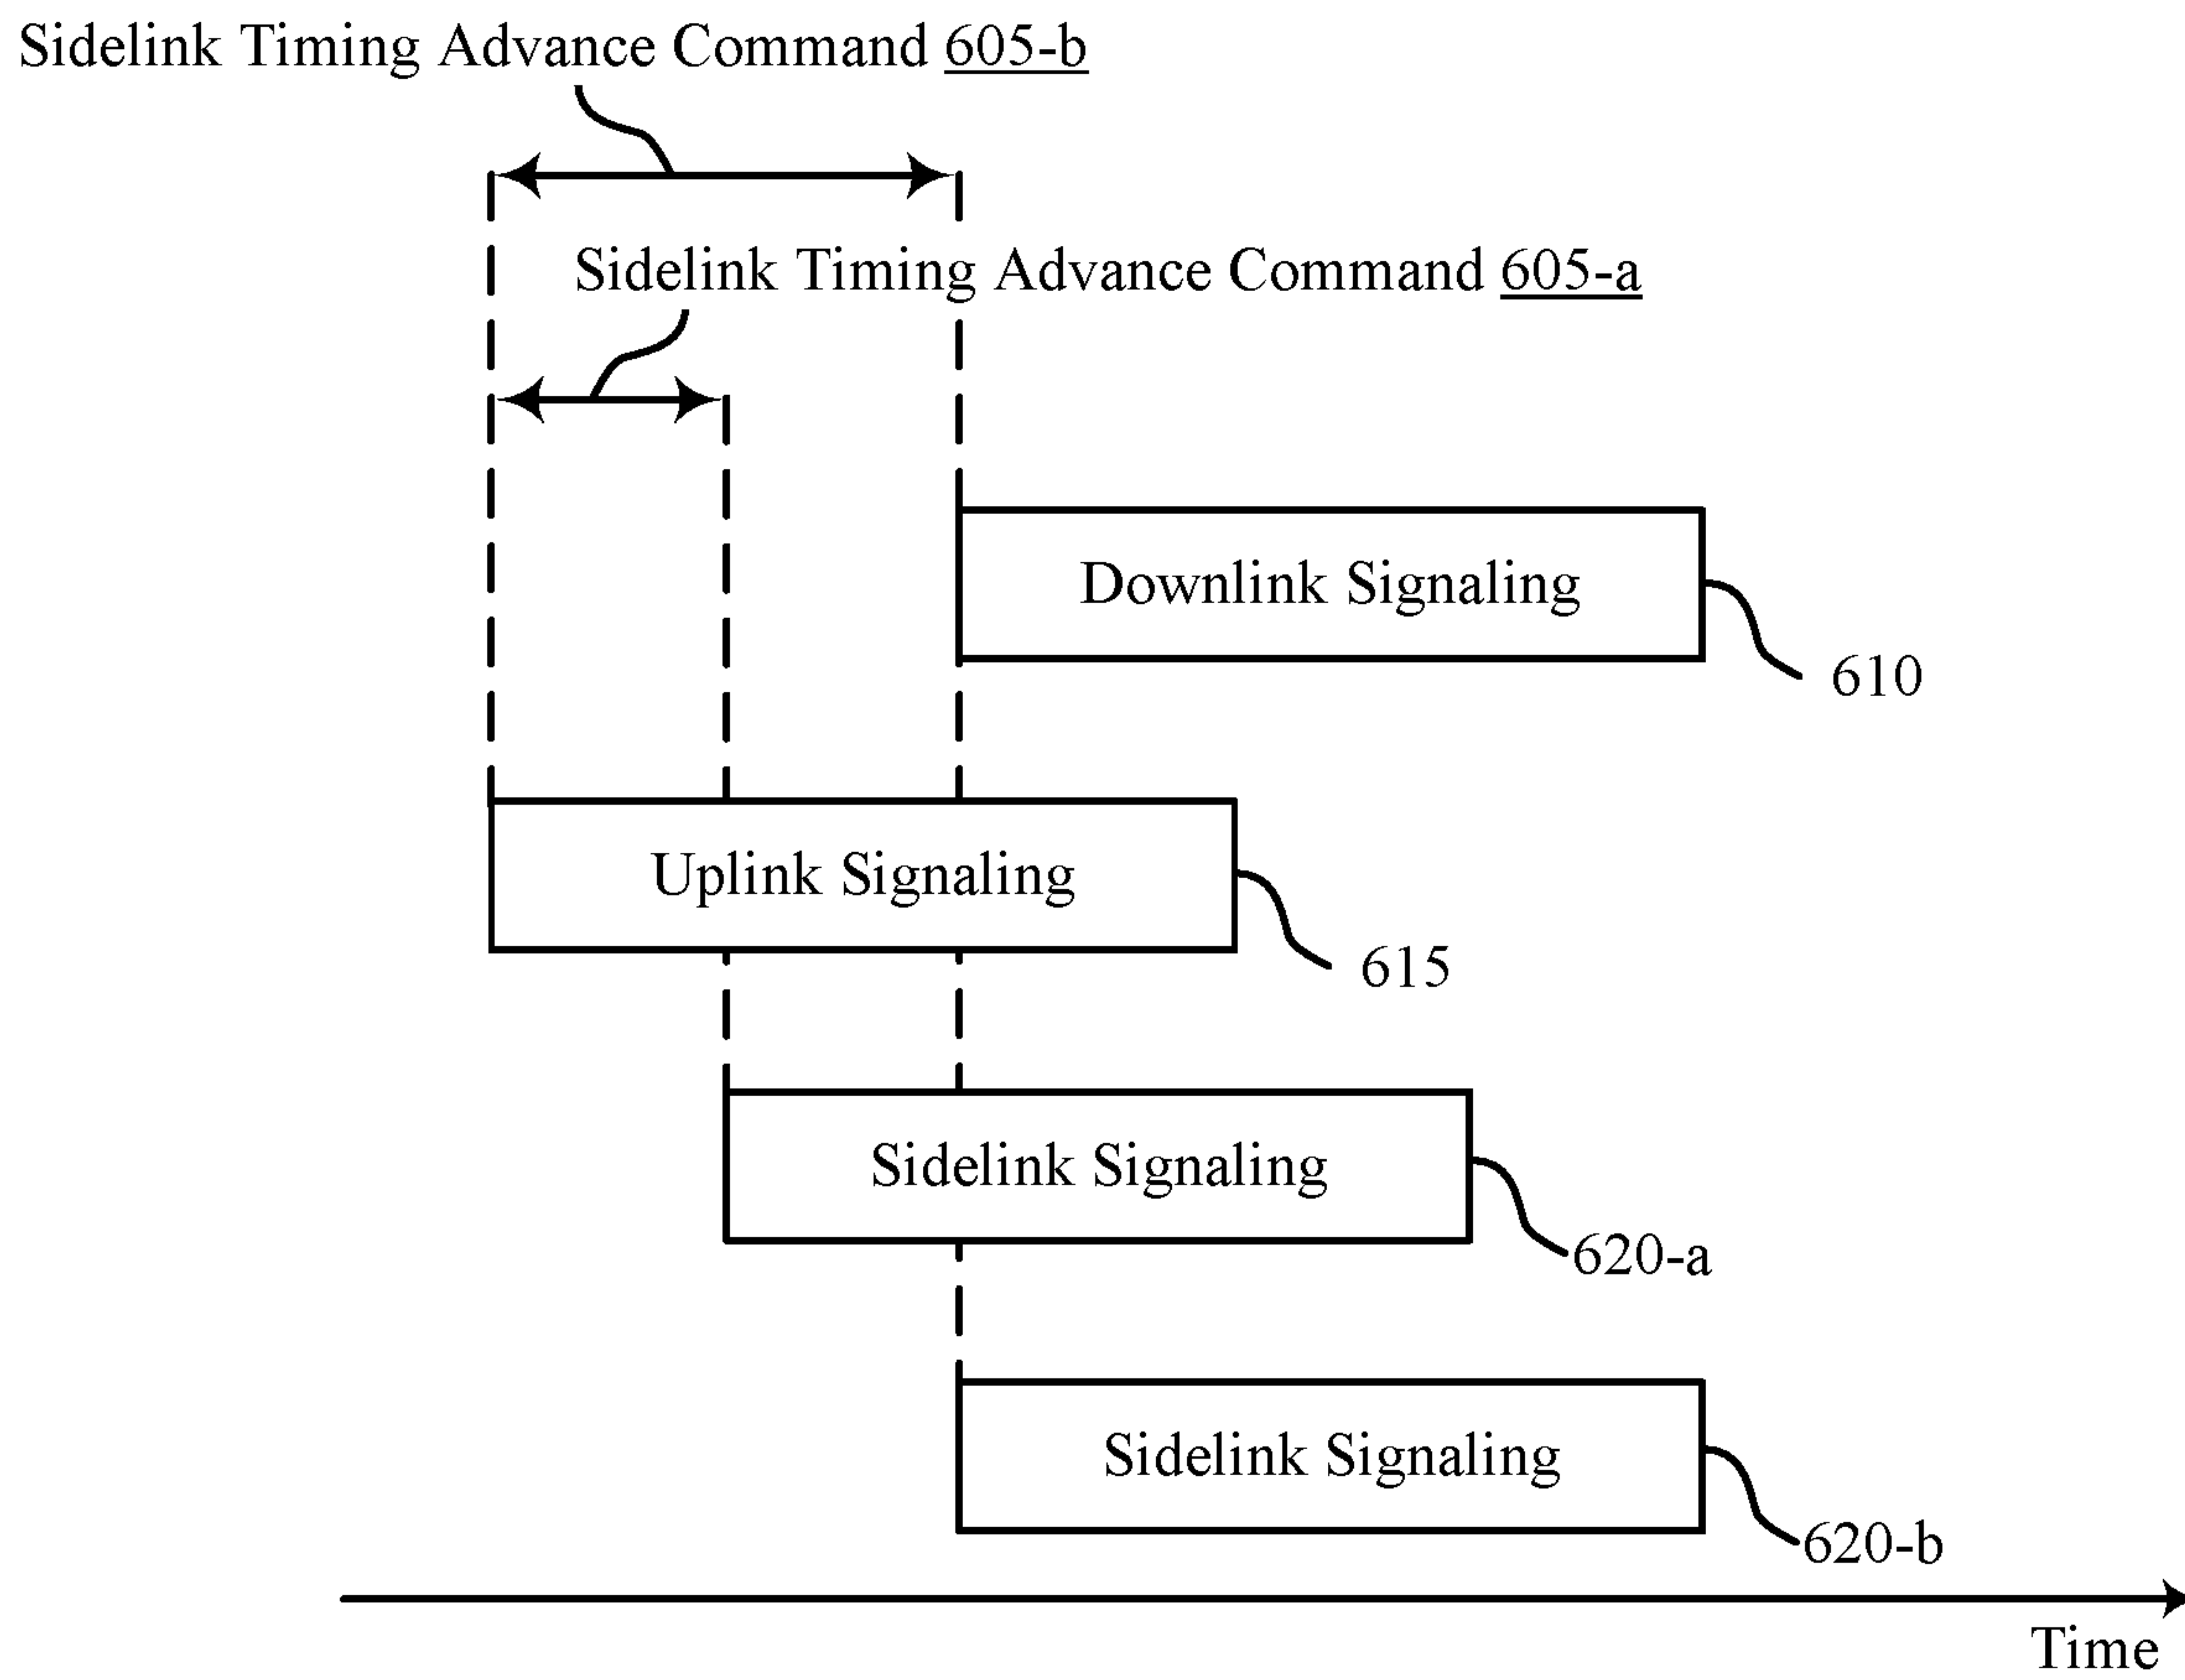 Sidelink Timing Advance Command 605-b
Sidelink Timing Advance Command 605-a
Downlink Signaling
610
Uplink Signaling
615
Sidelink Signaling
620-a
Sidelink Signaling
620-b
Time